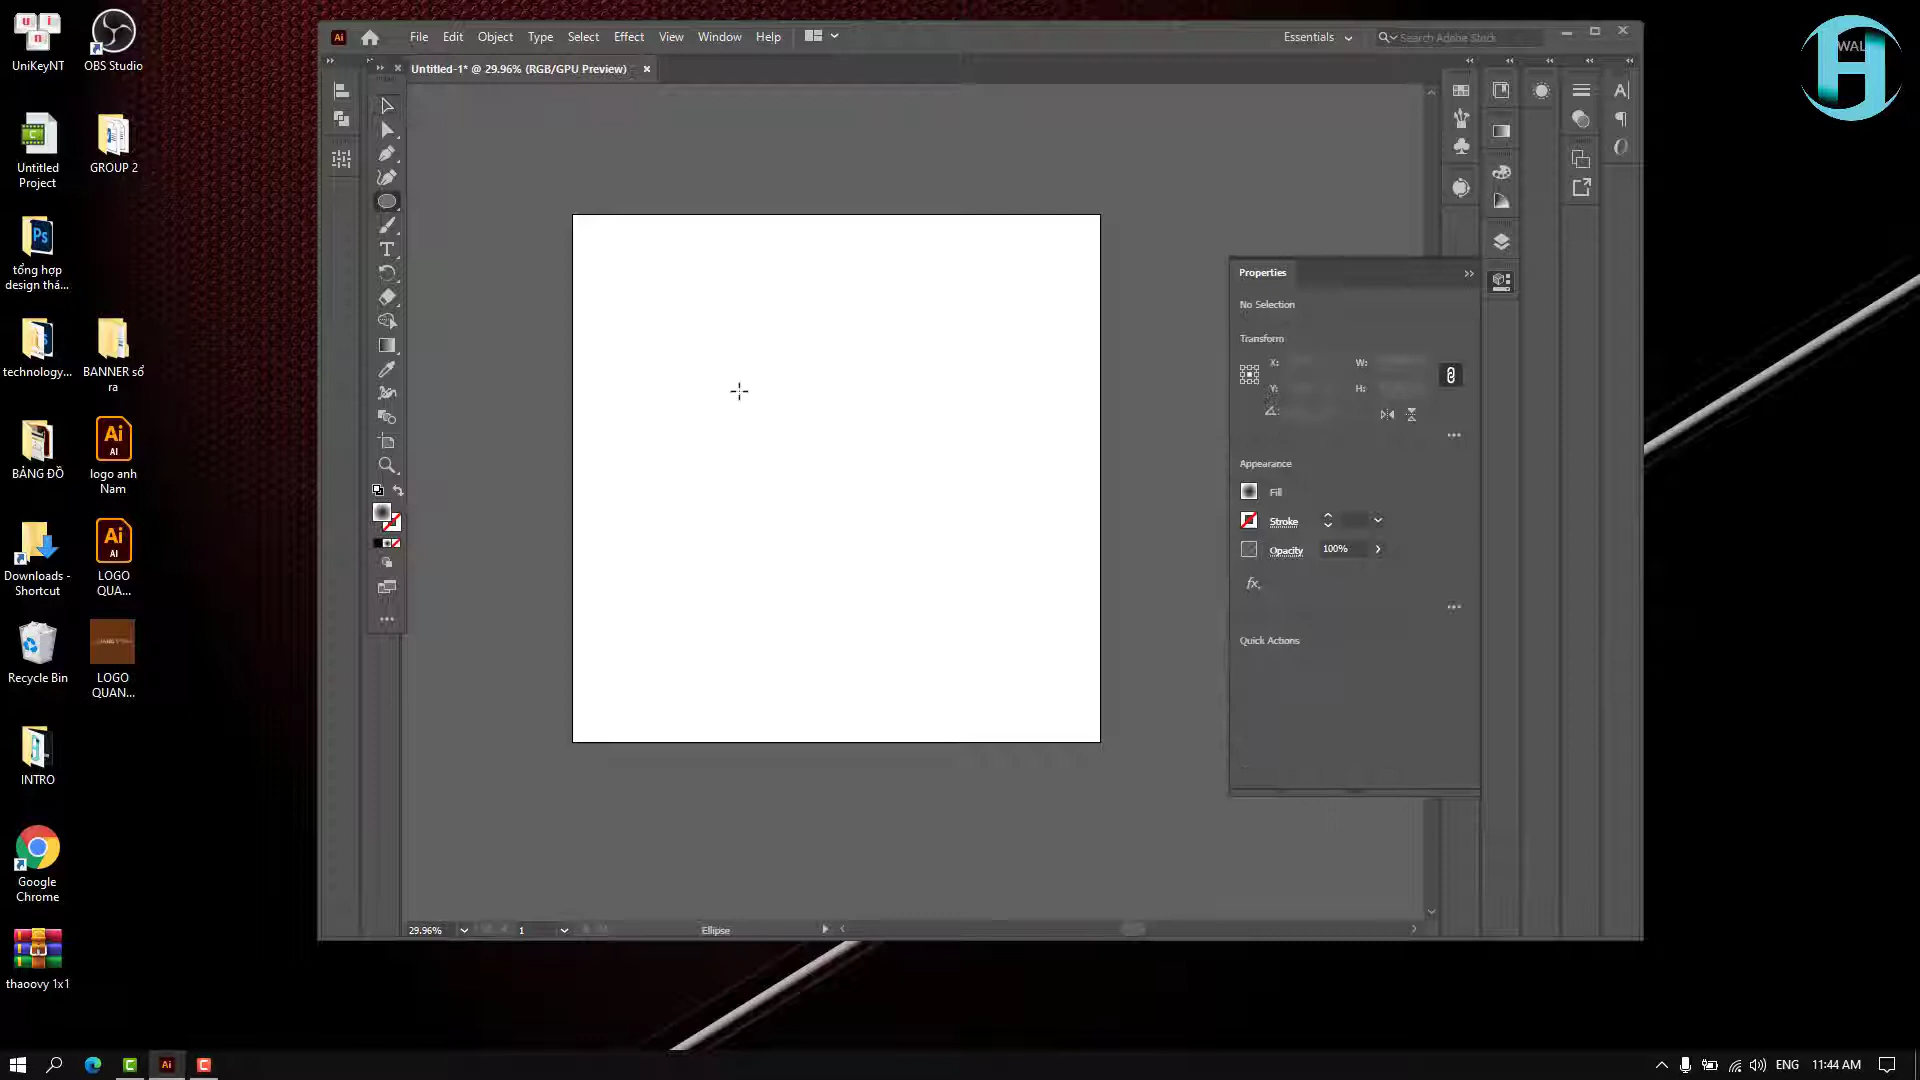 UniKeyNT
OBS Studio
Untitled
Project
GROUP 2
tổng hợp
design thá...
technology...
BANNER sổ
ra
BẢNG ĐỒ
logo anh
Nam
Downloads -
Shortcut
LOGO
QUA...
Recycle Bin
LOGO
QUAN...
INTRO
Google
Chrome
thaoovy 1x1
Ai File Edit Object Type Select Effect View Window Help
Essentials
Search Adobe Stock
Untitled-1* @ 29.96% (RGB/GPU Preview)
Properties
No Selection
Transform
X: W:
Y: H:
Appearance
Fill
Stroke
Opacity 100%
fx.
Quick Actions
29.96% 1 Ellipse
WAL
ENG 11:44 AM